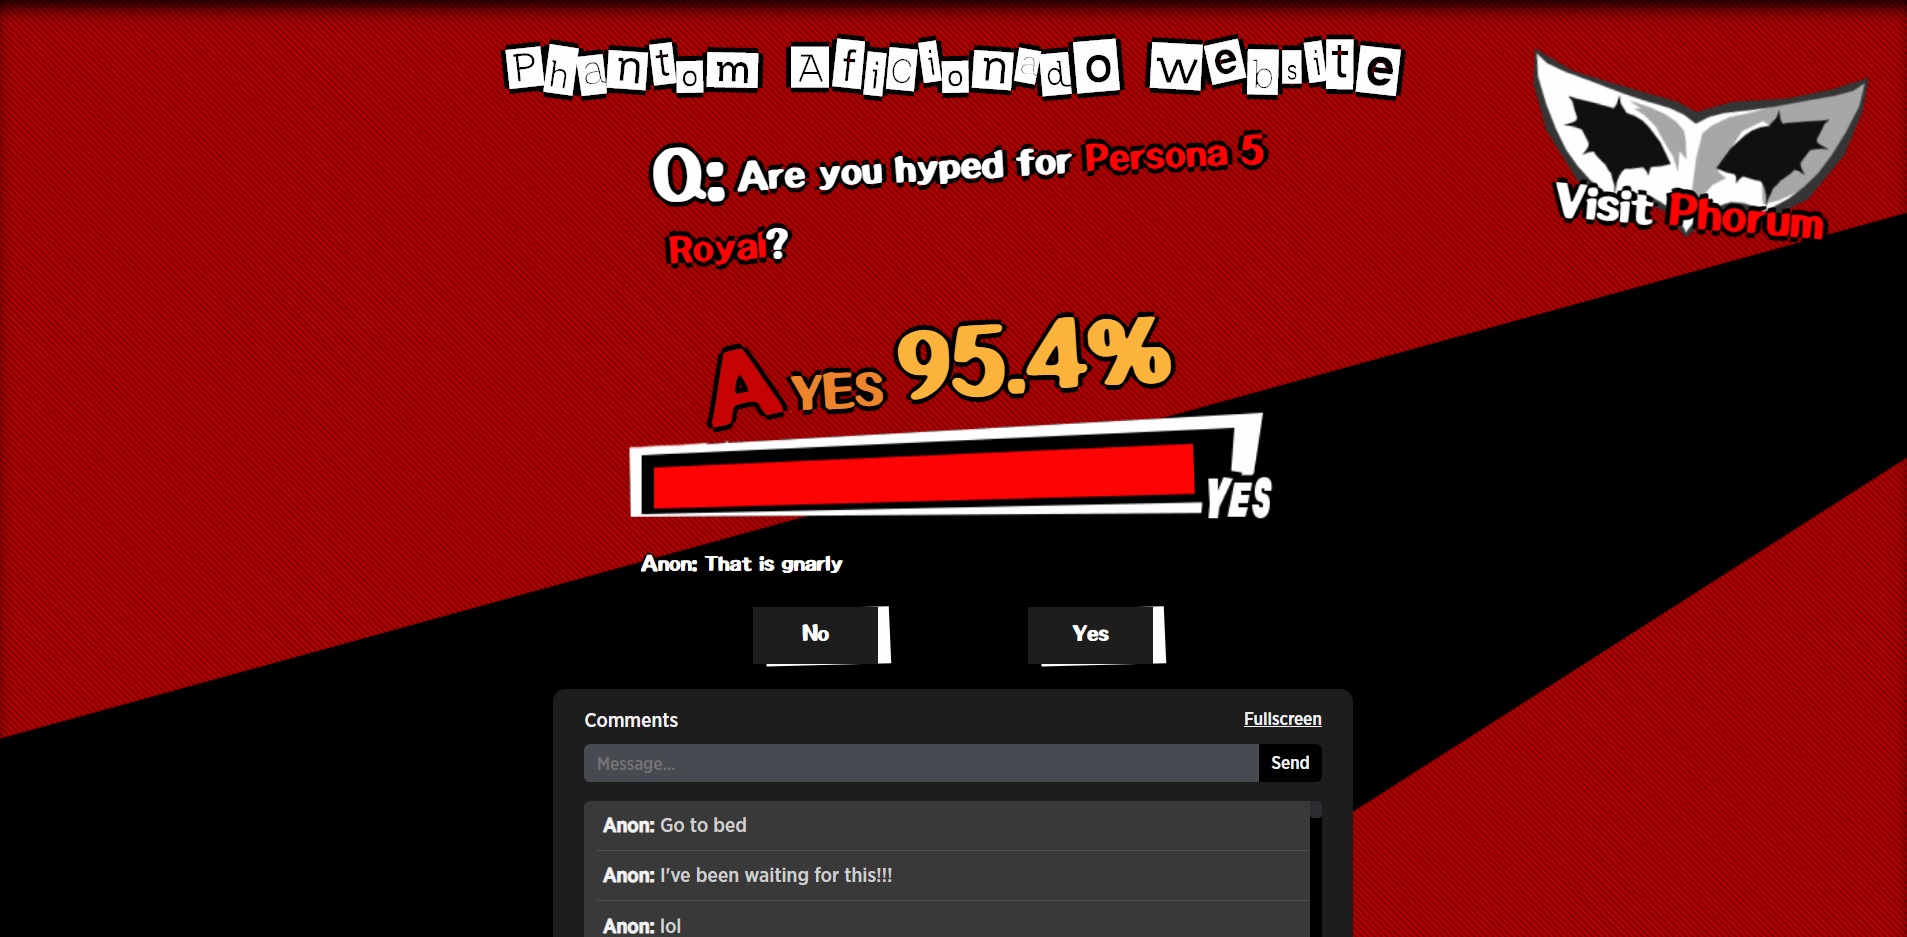 Phantom Aficionado website
Q: Are you hyped for Persona 5
Royal?
Visit Phorum
A YES 95.4%
YES
Anon: That is gnarly
No
Yes
Comments
Fullscreen
Message...
Send
Anon: Go to bed
Anon: I've been waiting for this!!!
Anon: lol